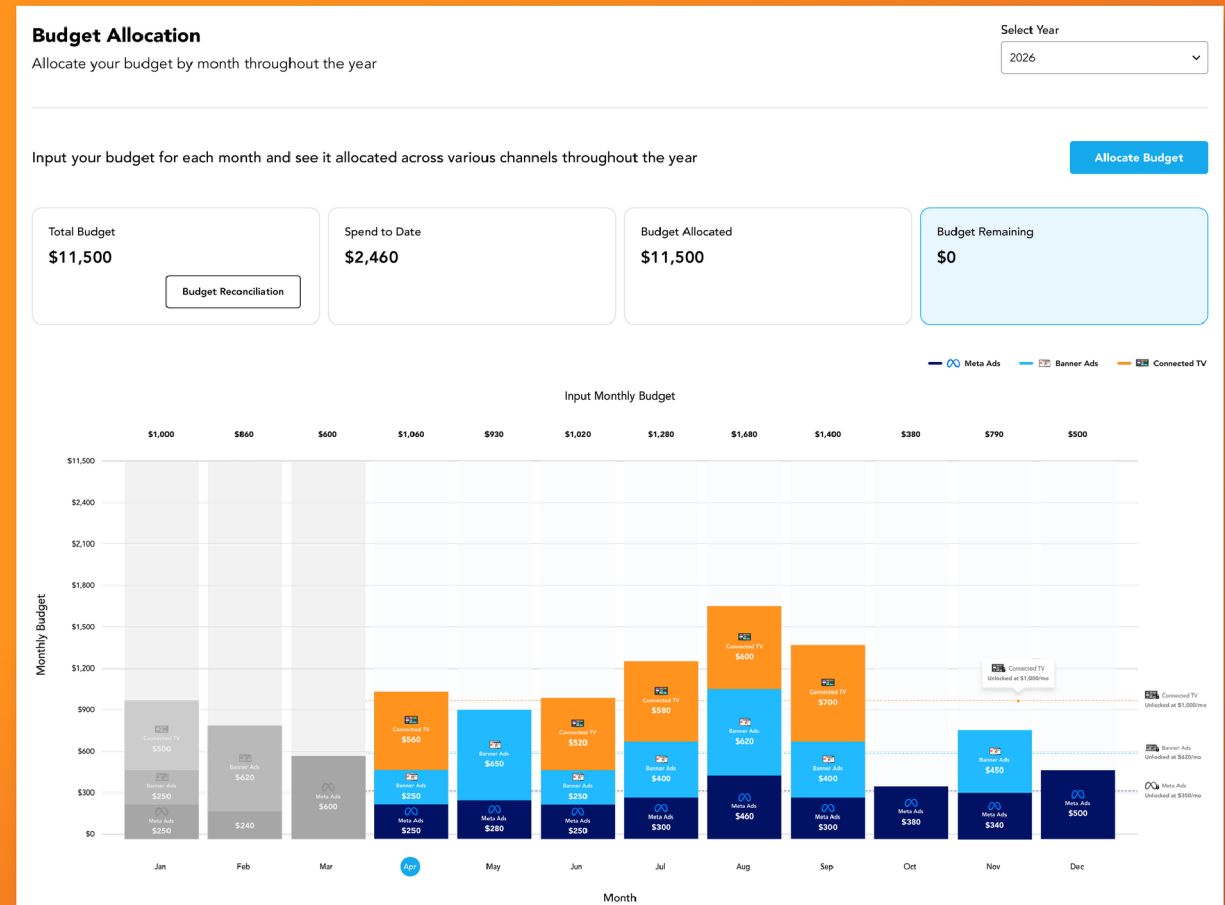 Budget Allocation
Allocate your budget by month throughout the year
Select Year
2026
Input your budget for each month and see it allocated across various channels throughout the year
Allocate Budget
Total Budget
$11,500
Budget Reconciliation
Spend to Date
$2,460
Budget Allocated
$11,500
Budget Remaining
$0
Meta Ads
Banner Ads
Connected TV
Input Monthly Budget
$1,000 $860 $600 $1,060 $930 $1,020 $1,280 $1,680 $1,400 $380 $790 $500
Monthly Budget
$11,500
$2,400
$2,100
$1,800
$1,500
$1,200
$900
$600
$300
$0
Connected TV
$500
Banner Ads
$250
Meta Ads
$250
Banner Ads
$620
$240
Meta Ads
$600
Connected TV
$560
Banner Ads
$250
Meta Ads
$250
Banner Ads
$650
Meta Ads
$280
Connected TV
$520
Banner Ads
$250
Meta Ads
$250
Connected TV
$580
Banner Ads
$400
Meta Ads
$300
Connected TV
$600
Banner Ads
$620
Meta Ads
$460
Connected TV
$700
Banner Ads
$400
Meta Ads
$300
Meta Ads
$380
Connected TV
Unlocked at $1,000/mo
Banner Ads
$450
Meta Ads
$340
Meta Ads
$500
Connected TV
Unlocked at $1,000/mo
Banner Ads
Unlocked at $620/mo
Meta Ads
Unlocked at $350/mo
Jan Feb Mar Apr May Jun Jul Aug Sep Oct Nov Dec
Month